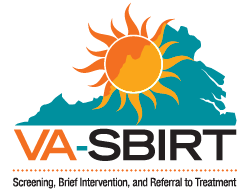 VA-SBIRT
Screening, Brief Intervention, and Referral to Treatment